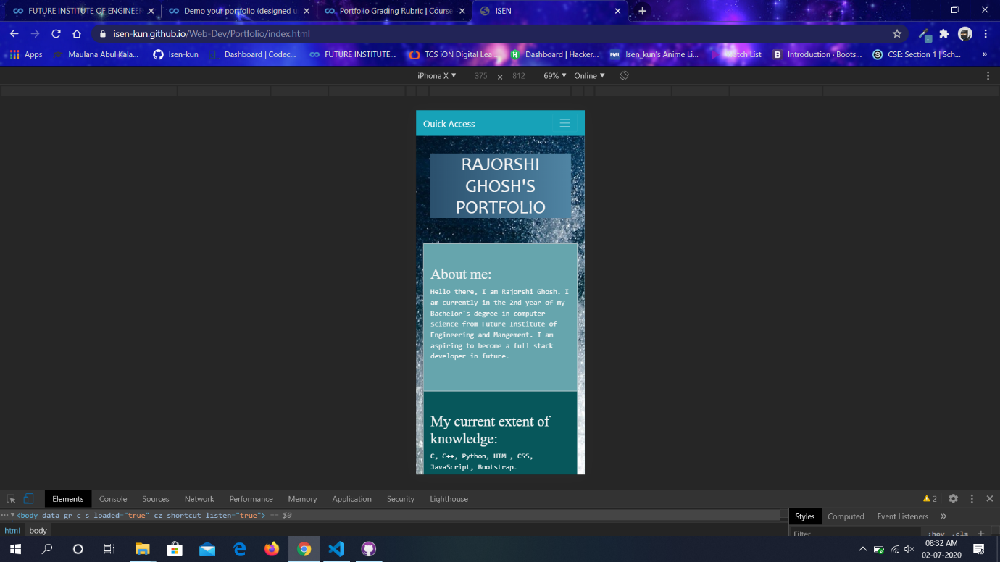 FUTURE INSTITUTE OF ENGINEER
Demo your portfolio (designed u
Portfolio Grading Rubric | Course
ISEN
isen-kun.github.io/Web-Dev/Portfolio/index.html
Apps
Maulana Abul Kala...
Isen-kun
Dashboard | Codec...
FUTURE INSTITUTE...
TCS iON Digital Lea...
Dashboard | Hacker...
MAL
Isen_kun's Anime Li...
Watch List
B
Introduction · Boots...
S
CSE: Section 1 | Sch...
»
iPhone X
375 × 812
69%
Online
Quick Access
RAJORSHI
GHOSH'S
PORTFOLIO
About me:
Hello there, I am Rajorshi Ghosh. I
am currently in the 2nd year of my
Bachelor's degree in computer
science from Future Institute of
Engineering and Mangement. I am
aspiring to become a full stack
developer in future.
My current extent of
knowledge:
C, C++, Python, HTML, CSS,
JavaScript, Bootstrap.
Elements
Console
Sources
Network
Performance
Memory
Application
Security
Lighthouse
2
<body data-gr-c-s-loaded="true" cz-shortcut-listen="true"> == $0
Styles
Computed
Event Listeners
»
html
body
Filter
:hov .cls +
08:32 AM
02-07-2020